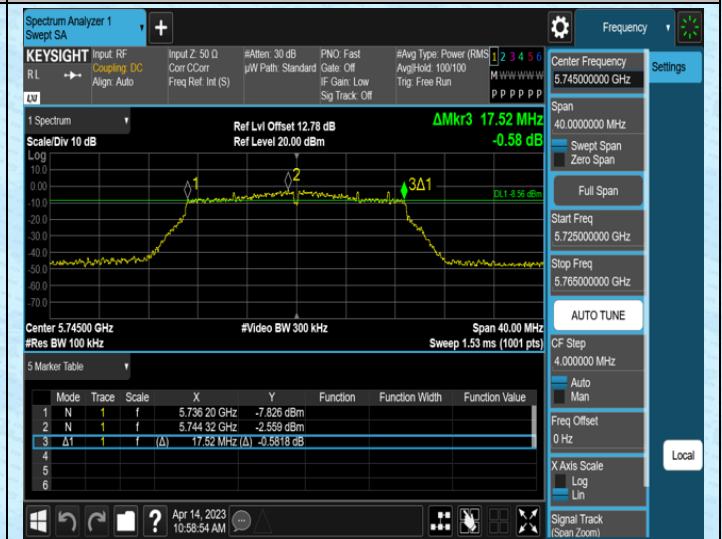 Spectrum Analyzer 1
Swept SA
Frequency
KEYSIGHT Input: RF
RL Coupling: DC
Align: Auto
LXI
Input Z: 50 Ω
Corr CCorr
Freq Ref: Int (S)
#Atten: 30 dB
µW Path: Standard
PNO: Fast
Gate: Off
IF Gain: Low
Sig Track: Off
#Avg Type: Power (RMS
Avg|Hold: 100/100
Trig: Free Run
1 2 3 4 5 6
M W W W W W
P P P P P P
1 Spectrum
Scale/Div 10 dB
Ref Lvl Offset 12.78 dB
Ref Level 20.00 dBm
ΔMkr3 17.52 MHz
-0.58 dB
Log
10.0
0.00
-10.0
-20.0
-30.0
-40.0
-50.0
-60.0
-70.0
1
2
3Δ1
DL1 -8.56 dBm
Center 5.74500 GHz
#Res BW 100 kHz
#Video BW 300 kHz
Span 40.00 MHz
Sweep 1.53 ms (1001 pts)
5 Marker Table
Mode Trace Scale X Y Function Function Width Function Value
1 N 1 f 5.736 20 GHz -7.826 dBm
2 N 1 f 5.744 32 GHz -2.559 dBm
3 Δ1 1 f (Δ) 17.52 MHz (Δ) -0.5818 dB
4
5
6
Apr 14, 2023
10:58:54 AM
Center Frequency
5.745000000 GHz
Span
40.0000000 MHz
Swept Span
Zero Span
Full Span
Start Freq
5.725000000 GHz
Stop Freq
5.765000000 GHz
AUTO TUNE
CF Step
4.000000 MHz
Auto
Man
Freq Offset
0 Hz
X Axis Scale
Log
Lin
Signal Track
(Span Zoom)
Settings
Local